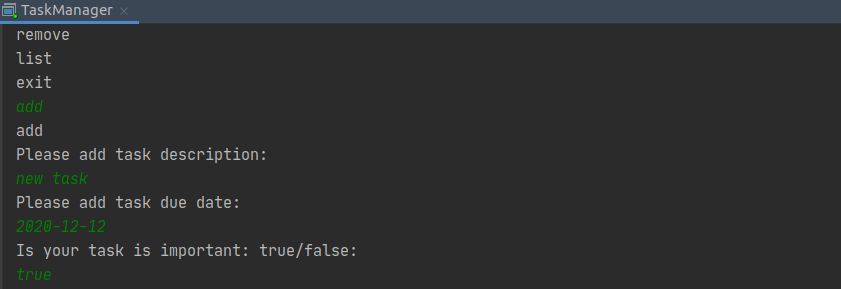 TaskManager
remove
list
exit
add
add
Please add task description:
new task
Please add task due date:
2020-12-12
Is your task is important: true/false:
true